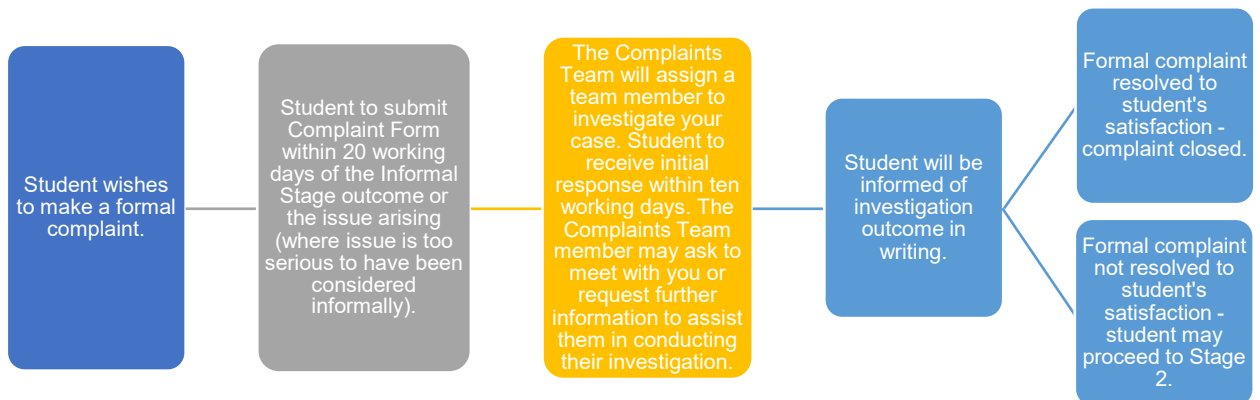 Student wishes
to make a formal
complaint.
Student to submit
Complaint Form
within 20 working
days of the Informal
Stage outcome or
the issue arising
(where issue is too
serious to have been
considered
informally).
The Complaints
Team will assign a
team member to
investigate your
case. Student to
receive initial
response within ten
working days. The
Complaints Team
member may ask to
meet with you or
request further
information to assist
them in conducting
their investigation.
Student will be
informed of
investigation
outcome in
writing.
Formal complaint
resolved to
student's
satisfaction -
complaint closed.
Formal complaint
not resolved to
student's
satisfaction -
student may
proceed to Stage
2.